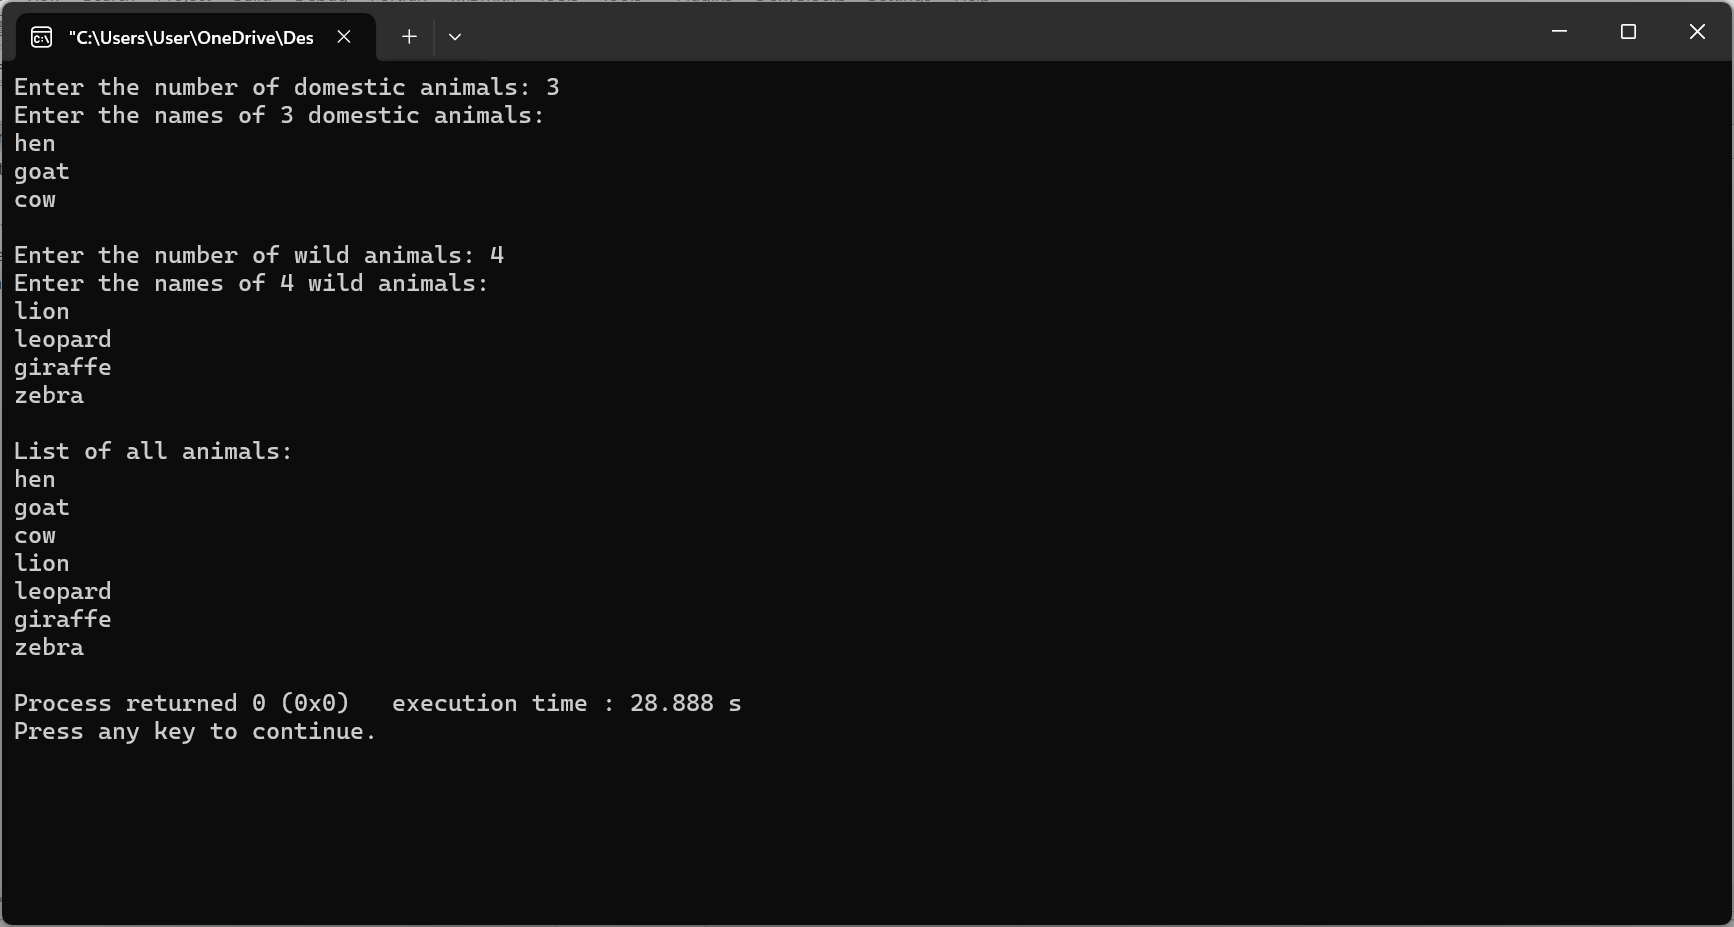 "C:\Users\User\OneDrive\Des
Enter the number of domestic animals: 3
Enter the names of 3 domestic animals:
hen
goat
cow
Enter the number of wild animals: 4
Enter the names of 4 wild animals:
lion
leopard
giraffe
zebra
List of all animals:
hen
goat
cow
lion
leopard
giraffe
zebra
Process returned 0 (0x0)   execution time : 28.888 s
Press any key to continue.